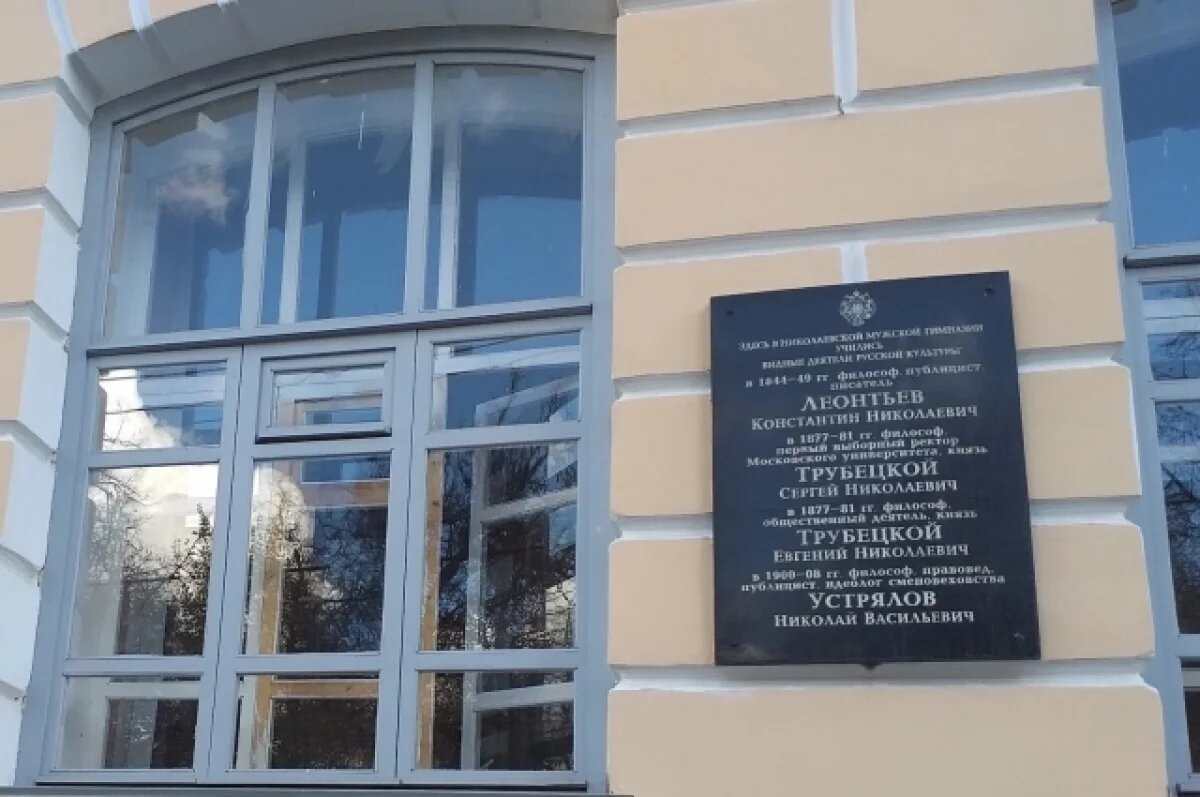 ЗДЕСЬ В НИКОЛАЕВСКОЙ МУЖСКОЙ ГИМНАЗИИ
УЧИЛИСЬ
ВИДНЫЕ ДЕЯТЕЛИ РУССКОЙ КУЛЬТУРЫ
в 1844–49 гг философ, публицист,
писатель
ЛЕОНТЬЕВ
КОНСТАНТИН НИКОЛАЕВИЧ
в 1877–81 гг. философ,
первый выборный ректор
Московского университета, князь
ТРУБЕЦКОЙ
СЕРГЕЙ НИКОЛАЕВИЧ
в 1877–81 гг философ,
общественный деятель, князь
ТРУБЕЦКОЙ
ЕВГЕНИЙ НИКОЛАЕВИЧ
в 1900–08 гг философ, правовед,
публицист, идеолог сменовеховства
УСТРЯЛОВ
НИКОЛАЙ ВАСИЛЬЕВИЧ